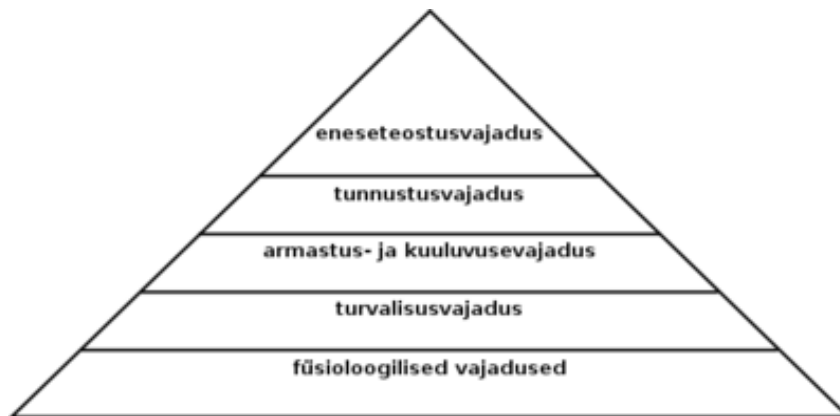 eneseteostusvajadus
tunnustusvajadus
armastus- ja kuuluvusevajadus
turvalisusvajadus
füsioloogilised vajadused